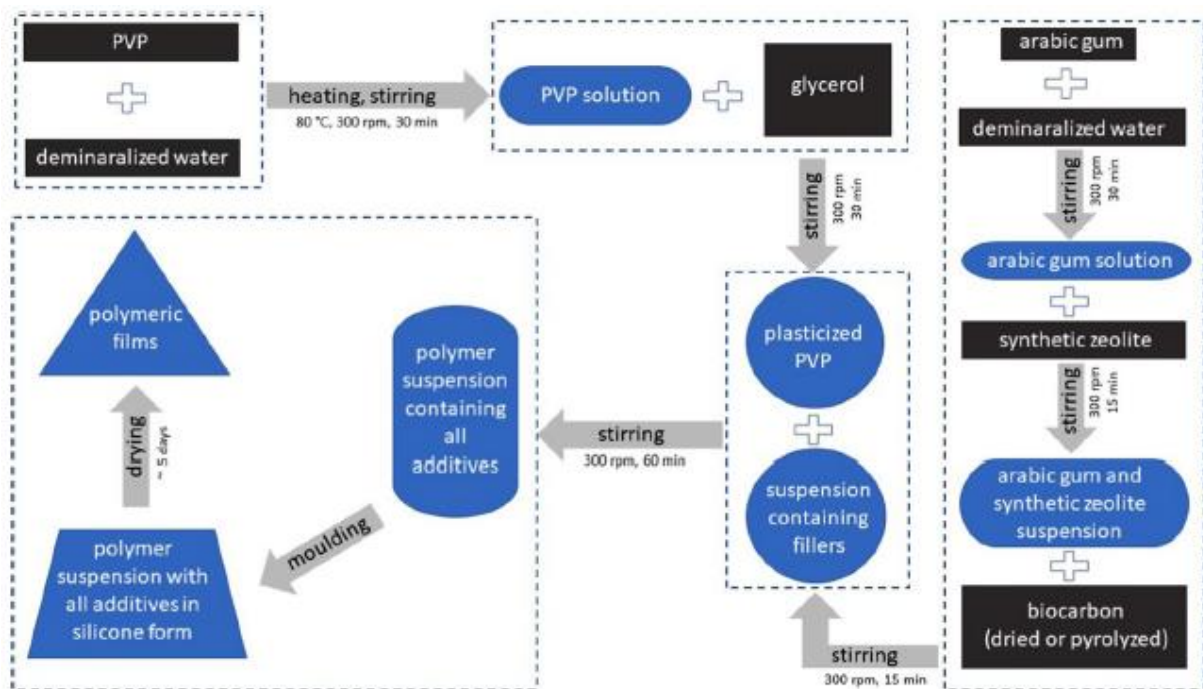 PVP
deminaralized water
heating, stirring
80 °C, 300 rpm, 30 min
PVP solution
glycerol
stirring
300 rpm
30 min
arabic gum
deminaralized water
stirring
300 rpm
30 min
arabic gum solution
synthetic zeolite
stirring
300 rpm
15 min
arabic gum and
synthetic zeolite
suspension
biocarbon
(dried or pyrolyzed)
stirring
300 rpm, 15 min
plasticized
PVP
suspension
containing
fillers
stirring
300 rpm, 60 min
polymer
suspension
containing
all
additives
moulding
polymer
suspension with
all additives in
silicone form
drying
~ 5 days
polymeric
films